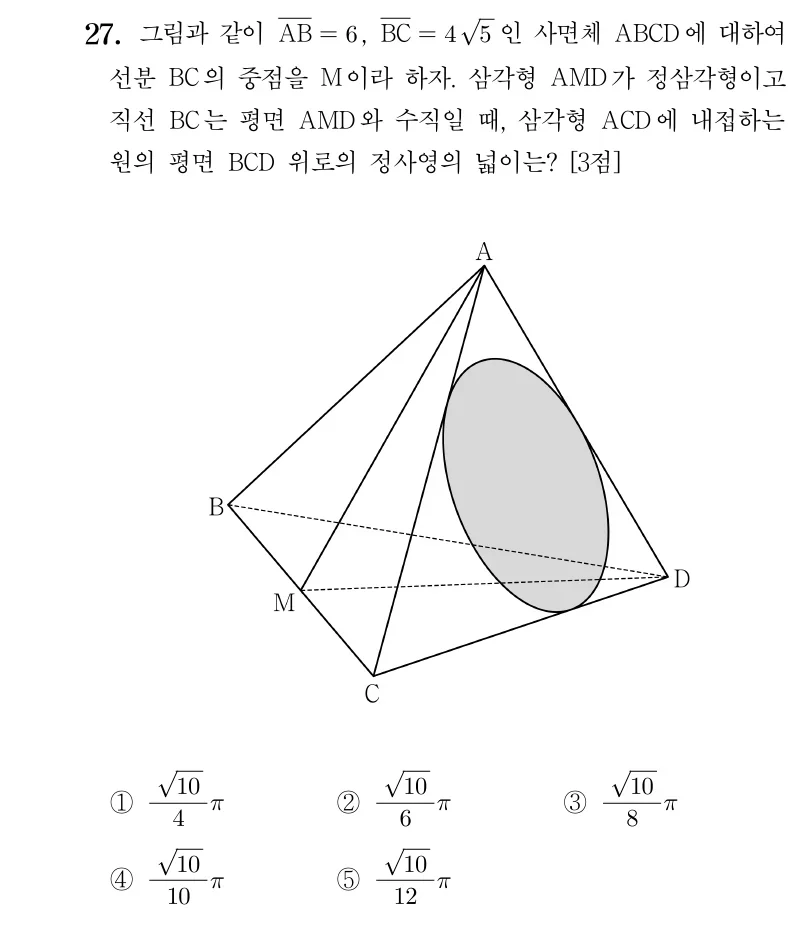 27. 그림과 같이 AB = 6, BC = 4√5 인 사면체 ABCD에 대하여
선분 BC의 중점을 M이라 하자. 삼각형 AMD가 정삼각형이고
직선 BC는 평면 AMD와 수직일 때, 삼각형 ACD에 내접하는
원의 평면 BCD 위로의 정사영의 넓이는? [3점]
A
B
D
M
C
① √10/4 π ② √10/6 π ③ √10/8 π
④ √10/10 π ⑤ √10/12 π